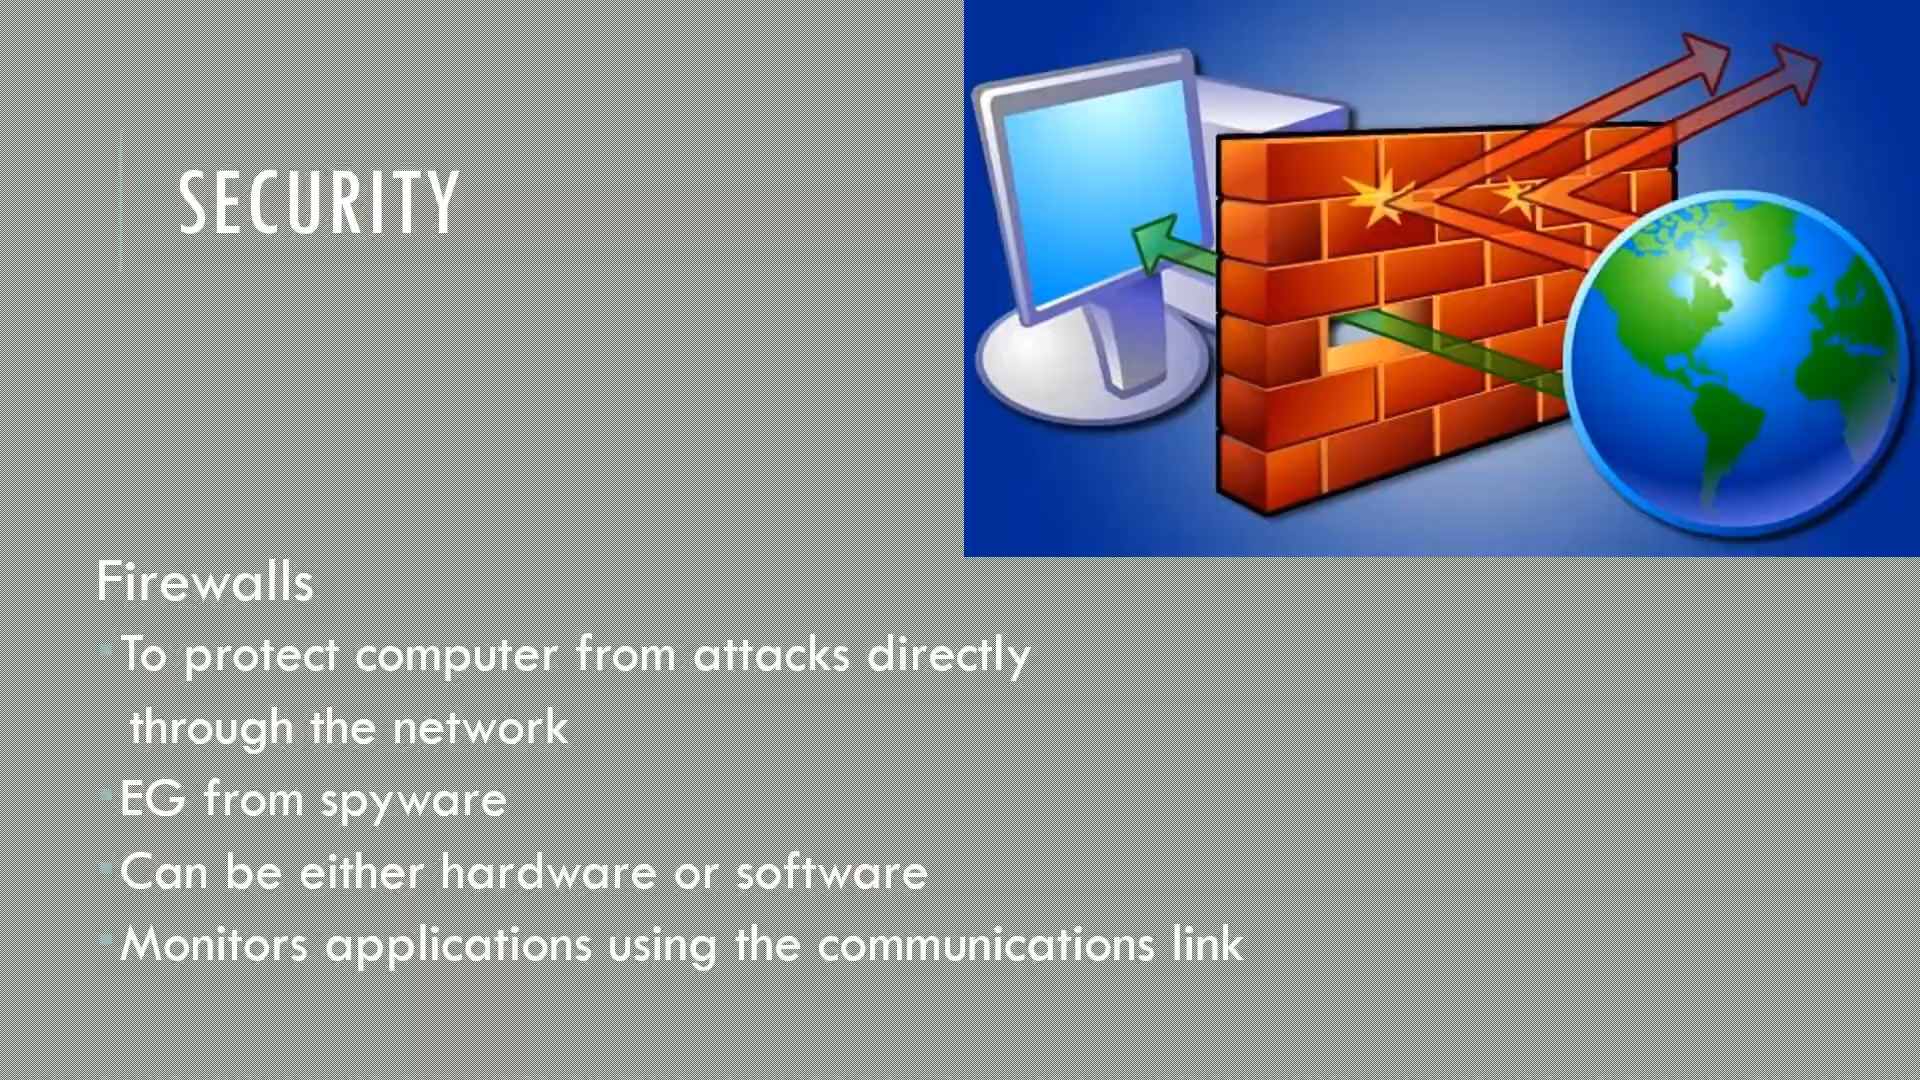 SECURITY
Firewalls
To protect computer from attacks directly
through the network
EG from spyware
Can be either hardware or software
Monitors applications using the communications link